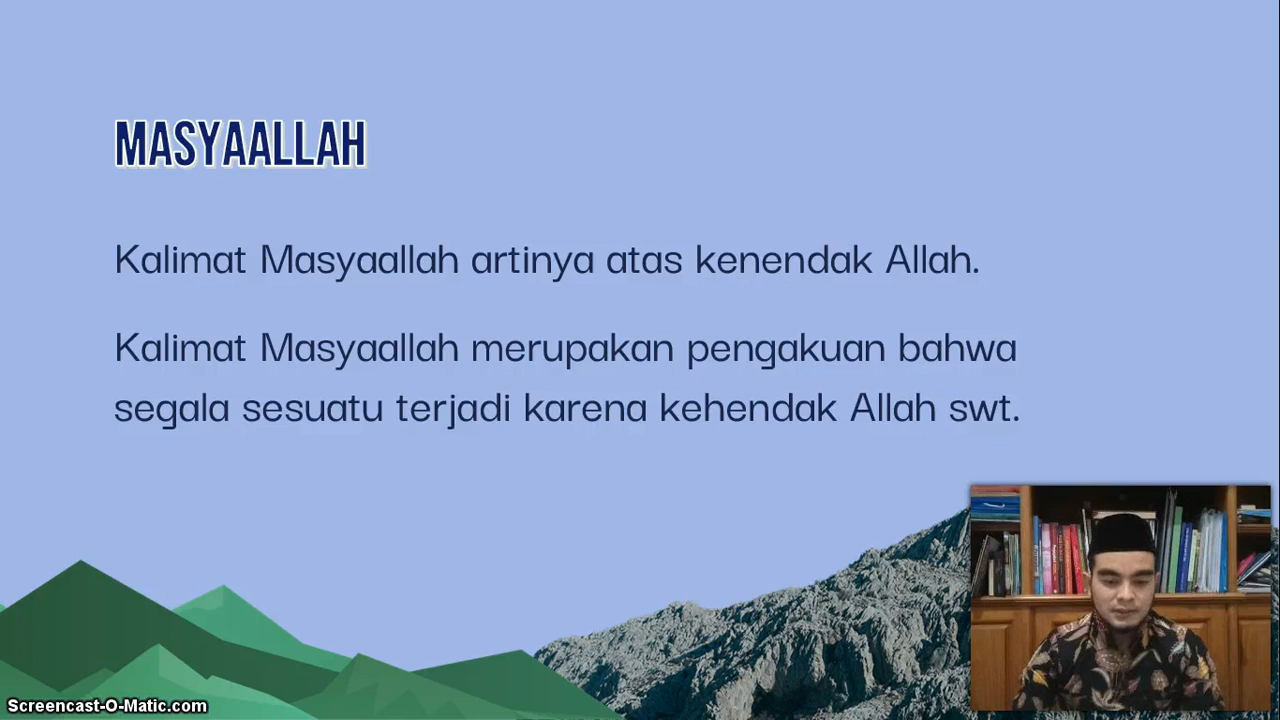 MASYAALLAH
Kalimat Masyaallah artinya atas kenendak Allah.
Kalimat Masyaallah merupakan pengakuan bahwa
segala sesuatu terjadi karena kehendak Allah swt.
Screencast-O-Matic.com